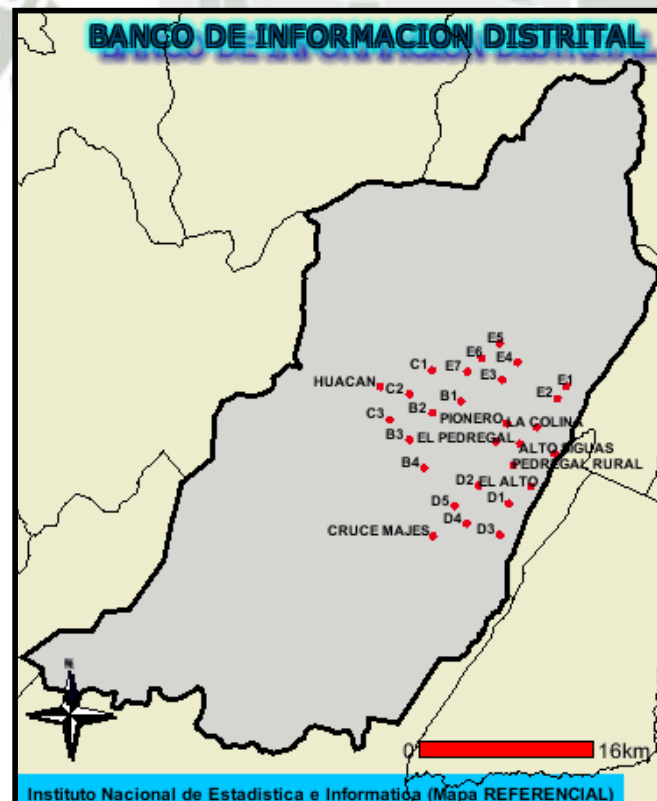 BANCO DE INFORMACION DISTRITAL
E5
E6
E4
C1
E7
E3
HUACAN
E1
C2
E2
B1
B2
C3
PIONERO
LA COLINA
B3
EL PEDREGAL
ALTO SIGUAS
B4
PEDREGAL RURAL
D2
EL ALTO
D5
D1
D4
CRUCE MAJES
D3
N
0
16km
Instituto Nacional de Estadistica e Informatica (Mapa REFERENCIAL)